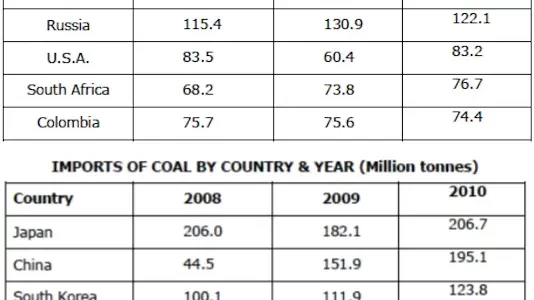 Russia 115.4 130.9 122.1
U.S.A. 83.5 60.4 83.2
South Africa 68.2 73.8 76.7
Colombia 75.7 75.6 74.4
IMPORTS OF COAL BY COUNTRY & YEAR (Million tonnes)
Country 2008 2009 2010
Japan 206.0 182.1 206.7
China 44.5 151.9 195.1
South Korea 100.1 111.9 123.8